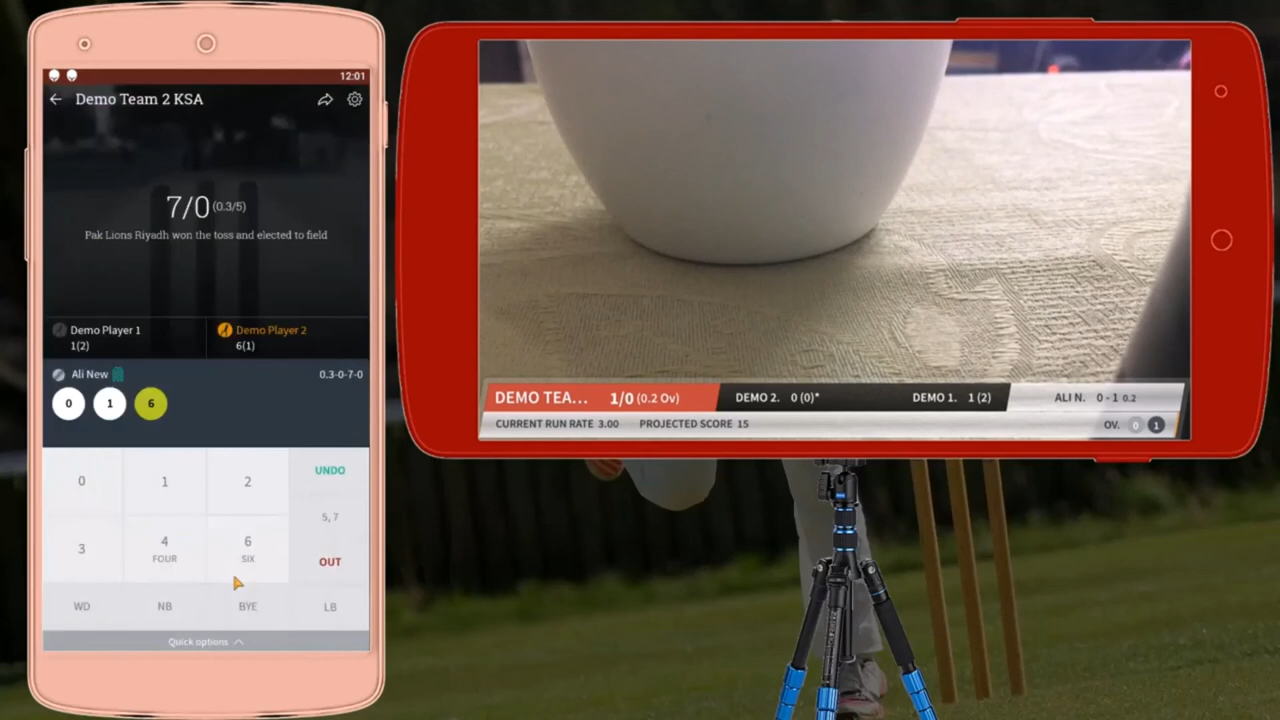 12:01
Demo Team 2 KSA
7/0 (0.3/5)
Pak Lions Riyadh won the toss and elected to field
Demo Player 1
1(2)
Demo Player 2
6(1)
Ali New
0.3-0-7-0
0 1 6
0 1 2 UNDO
5, 7
3 4 6
FOUR SIX OUT
WD NB BYE LB
Quick options
DEMO TEA... 1/0 (0.2 Ov) DEMO 2. 0 (0)* DEMO 1. 1 (2) ALI N. 0 - 1 0.2
CURRENT RUN RATE 3.00 PROJECTED SCORE 15 OV. 0 1